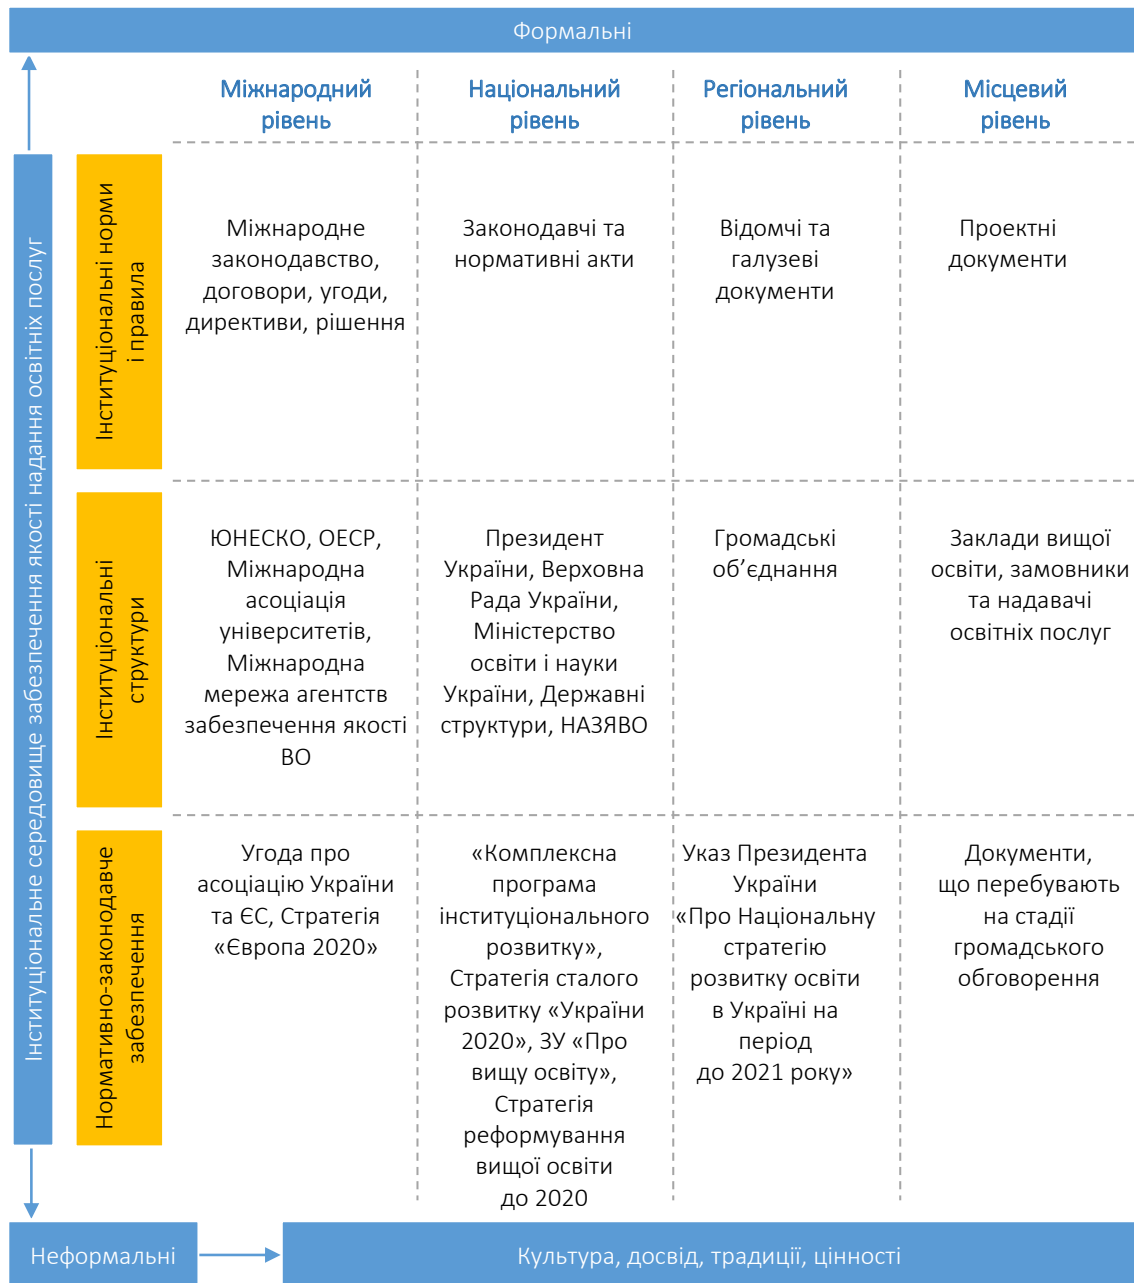 Формальні
Міжнародний
рівень
Національний
рівень
Регіональний
рівень
Місцевий
рівень
Інституціональне середовище забезпечення якості надання освітніх послуг
Інституціональні норми
і правила
Міжнародне
законодавство,
договори, угоди,
директиви, рішення
Законодавчі та
нормативні акти
Відомчі та
галузеві
документи
Проектні
документи
Інституціональні
структури
ЮНЕСКО, ОЕСР,
Міжнародна
асоціація
університетів,
Міжнародна
мережа агентств
забезпечення якості
ВО
Президент
України, Верховна
Рада України,
Міністерство
освіти і науки
України, Державні
структури, НАЗЯВО
Громадські
об’єднання
Заклади вищої
освіти, замовники
та надавачі
освітніх послуг
Нормативно-законодавче
забезпечення
Угода про
асоціацію України
та ЄС, Стратегія
«Європа 2020»
«Комплексна
програма
інституціонального
розвитку»,
Стратегія сталого
розвитку «України
2020», ЗУ «Про
вищу освіту»,
Стратегія
реформування
вищої освіти
до 2020
Указ Президента
України
«Про Національну
стратегію
розвитку освіти
в Україні на
період
до 2021 року»
Документи,
що перебувають
на стадії
громадського
обговорення
Неформальні
Культура, досвід, традиції, цінності